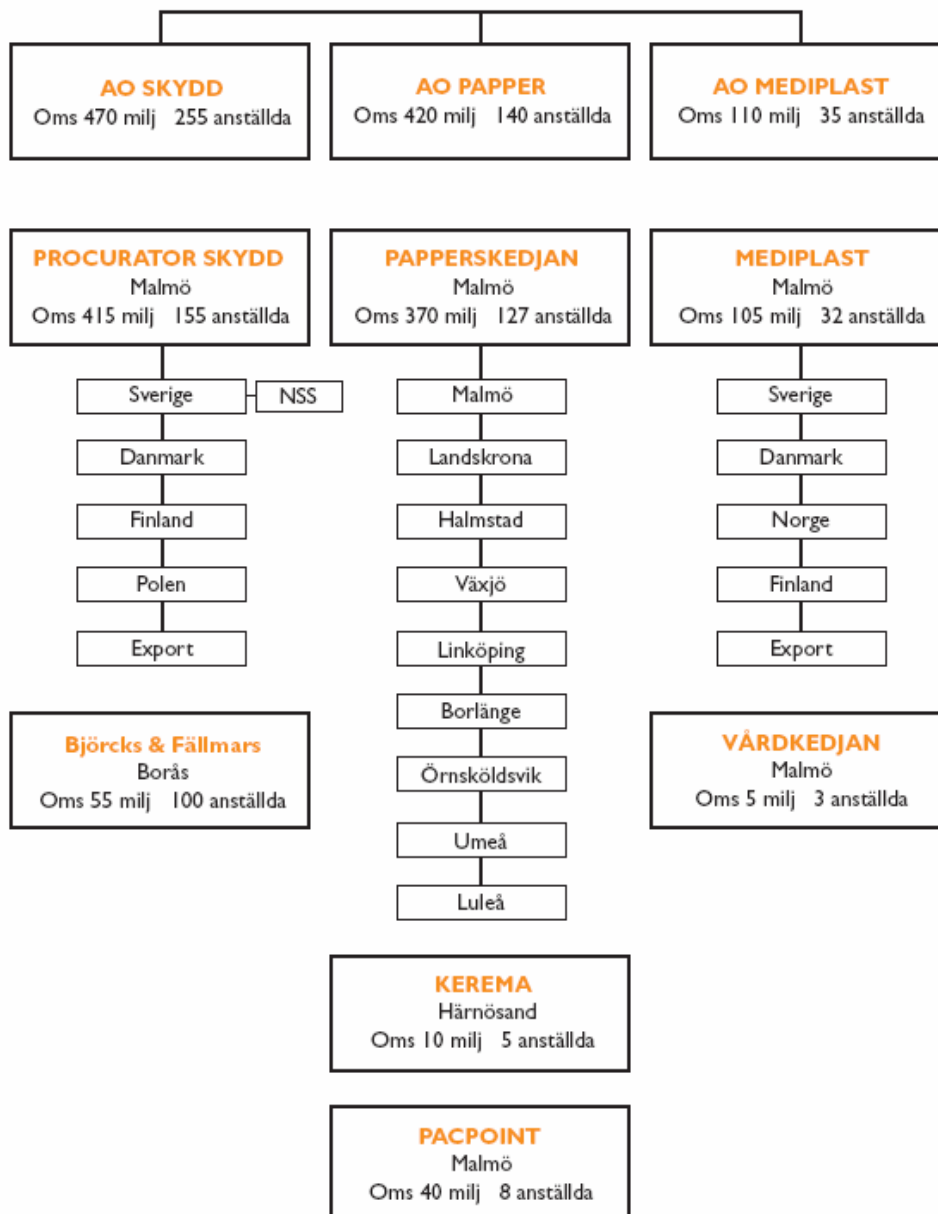 AO SKYDD
Oms 470 milj 255 anställda
AO PAPPER
Oms 420 milj 140 anställda
AO MEDIPLAST
Oms 110 milj 35 anställda
PROCURATOR SKYDD
Malmö
Oms 415 milj 155 anställda
Sverige
NSS
Danmark
Finland
Polen
Export
Björcks & Fällmars
Borås
Oms 55 milj 100 anställda
PAPPERSKEDJAN
Malmö
Oms 370 milj 127 anställda
Malmö
Landskrona
Halmstad
Växjö
Linköping
Borlänge
Örnsköldsvik
Umeå
Luleå
KEREMA
Härnösand
Oms 10 milj 5 anställda
PACPOINT
Malmö
Oms 40 milj 8 anställda
MEDIPLAST
Malmö
Oms 105 milj 32 anställda
Sverige
Danmark
Norge
Finland
Export
VÅRDKEDJAN
Malmö
Oms 5 milj 3 anställda